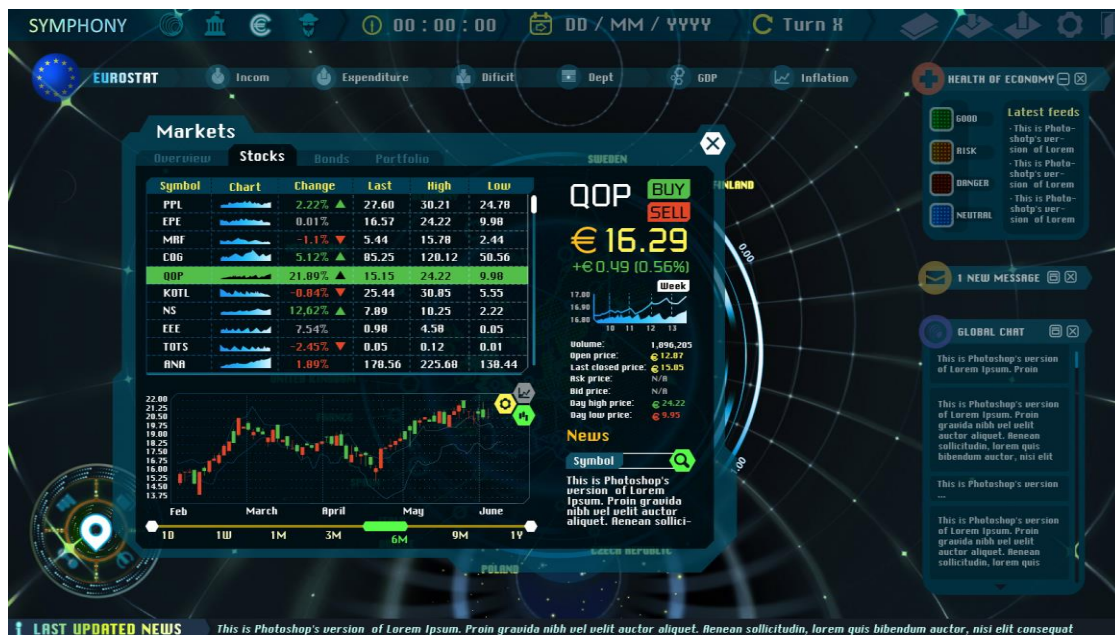 SYMPHONY
00 : 00 : 00
DD / MM / YYYY
Turn X
EUROSTAT
Incom
Expenditure
Dificit
Dept
GDP
Inflation
HEALTH OF ECONOMY
GOOD
RISK
DANGER
NEUTRAL
Latest feeds
- This is Photo-
shotp's ver-
sion of Lorem
- This is Photo-
shotp's ver-
sion of Lorem
- This is Photo-
shotp's ver-
sion of Lorem
Markets
Overview
Stocks
Bonds
Portfolio
SWEDEN
FINLAND
Symbol Chart Change Last High Low
PPL 2.22% ▲ 27.60 30.21 24.78
EPE 0.01% 16.57 24.22 9.98
MRF -1.1% ▼ 5.44 15.78 2.44
COG 5.12% ▲ 85.25 120.12 50.56
QOP 21.89% ▲ 15.15 24.22 9.98
KOTL -0.84% ▼ 25.44 30.85 5.55
NS 12,62% ▲ 7.89 10.25 2.22
EEE 7.54% 0.98 4.58 0.05
TOTS -2.45% ▼ 0.05 0.12 0.01
ANA 1.89% 178.56 225.68 138.44
QOP
BUY
SELL
€16.29
+€0.49 (0.56%)
Week
17.00
16.90
16.80
10 11 12 13
Volume: 1,896,205
Open price: €12.87
Last closed price: €15.85
Ask price: N/A
Bid price: N/A
Day high price: €24.22
Day low price: €9.95
News
Symbol
This is Photoshop's
version of Lorem
Ipsum. Proin gravida
nibh vel velit auctor
aliquet. Aenean sollici-
22.00
21.25
20.50
19.75
19.00
18.25
17.50
16.75
16.00
15.25
14.50
13.75
Feb March April May June
1D 1W 1M 3M 6M 9M 1Y
0.00
1.00
CZECH REPUBLIC
POLAND
1 NEW MESSAGE
GLOBAL CHAT
This is Photoshop's version
of Lorem Ipsum. Proin
This is Photoshop's version
of Lorem Ipsum. Proin
gravida nibh vel velit
auctor aliquet. Aenean
sollicitudin, lorem quis
bibendum auctor, nisi elit
This is Photoshop's version
...
This is Photoshop's version
of Lorem Ipsum. Proin
gravida nibh vel velit
auctor aliquet. Aenean
sollicitudin, lorem quis
LAST UPDATED NEWS
This is Photoshop's version of Lorem Ipsum. Proin gravida nibh vel velit auctor aliquet. Aenean sollicitudin, lorem quis bibendum auctor, nisi elit consequat